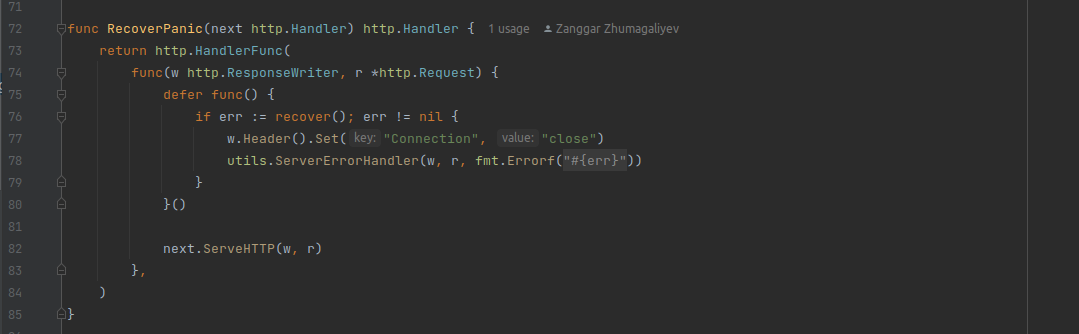 71
72 func RecoverPanic(next http.Handler) http.Handler { 1 usage Zanggar Zhumagaliyev
73 return http.HandlerFunc(
74 func(w http.ResponseWriter, r *http.Request) {
75 defer func() {
76 if err := recover(); err != nil {
77 w.Header().Set( key: "Connection", value: "close")
78 utils.ServerErrorHandler(w, r, fmt.Errorf("#{err}"))
79 }
80 }()
81
82 next.ServeHTTP(w, r)
83 },
84 )
85 }